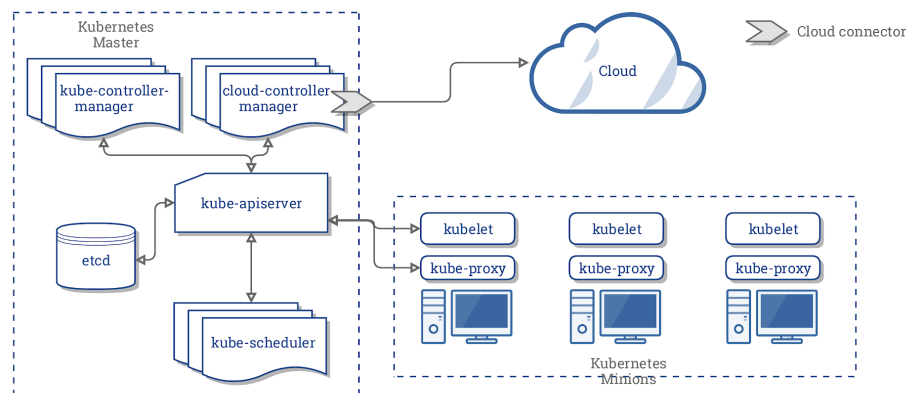 Kubernetes
Master
kube-controller-
manager
cloud-controller
manager
Cloud
Cloud connector
kube-apiserver
etcd
kube-scheduler
kubelet
kubelet
kubelet
kube-proxy
kube-proxy
kube-proxy
Kubernetes
Minions